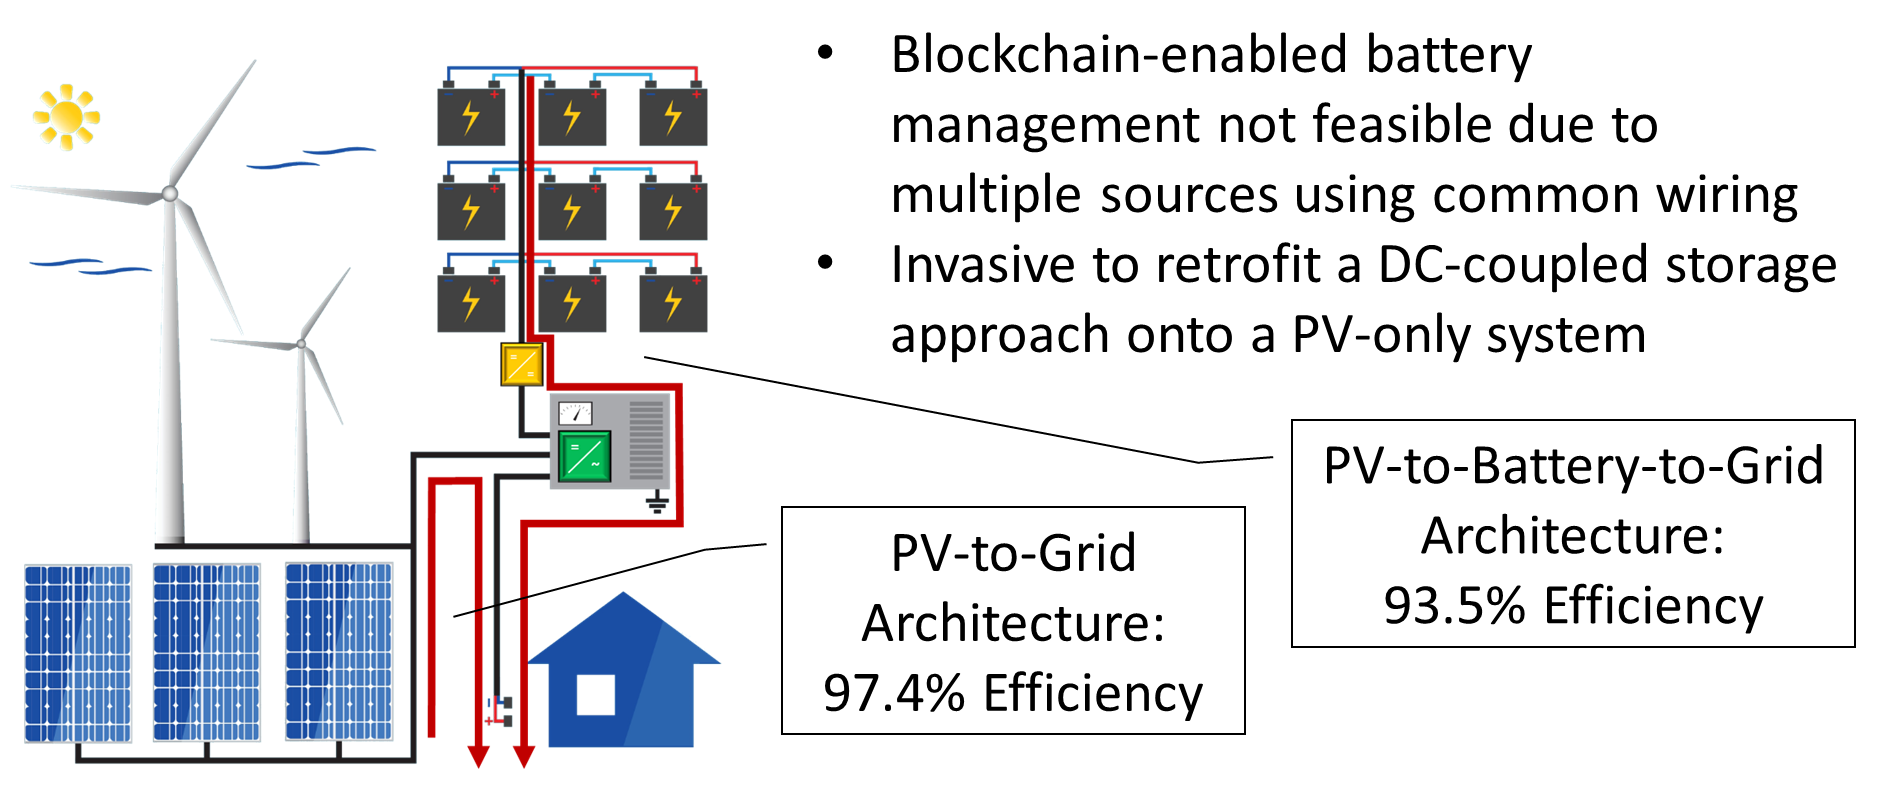 • Blockchain-enabled battery
management not feasible due to
multiple sources using common wiring
• Invasive to retrofit a DC-coupled storage
approach onto a PV-only system
PV-to-Battery-to-Grid
Architecture:
93.5% Efficiency
PV-to-Grid
Architecture:
97.4% Efficiency